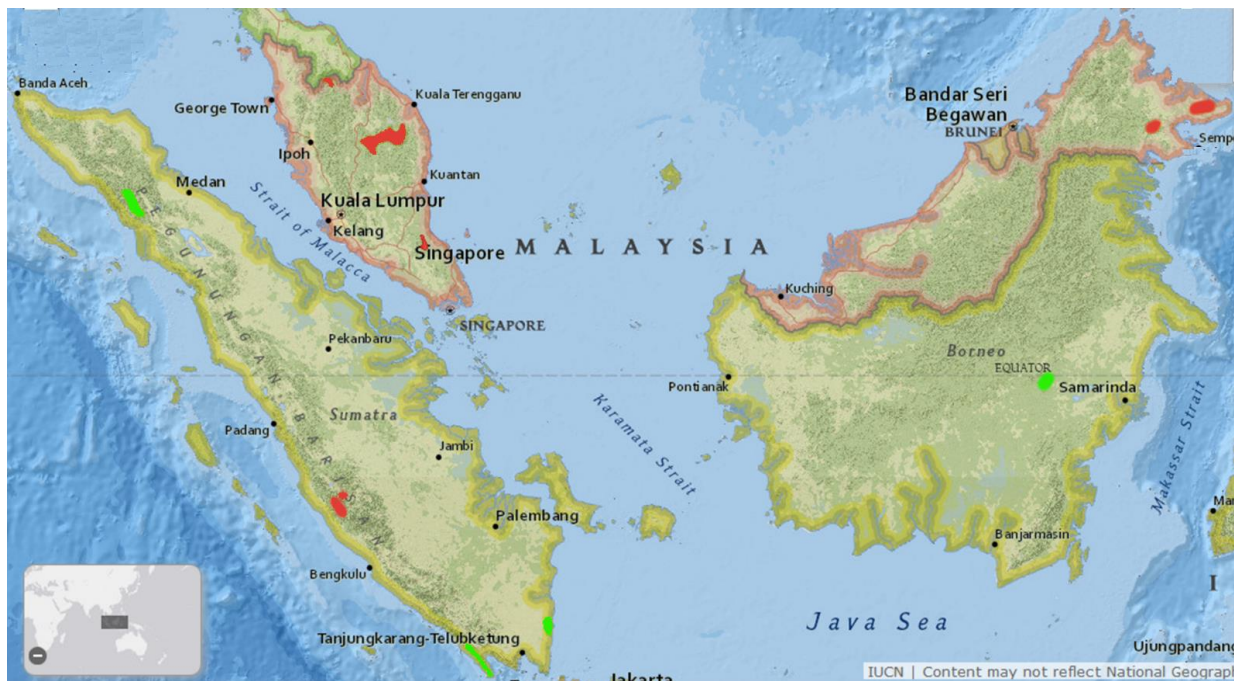 Banda Aceh
George Town
Kuala Terengganu
Bandar Seri
Begawan
BRUNEI
Ipoh
Medan
Kuantan
Kuala Lumpur
Kelang
Strait of Malacca
Singapore
MALAYSIA
SINGAPORE
Kuching
Pekanbaru
PEGUNUNGAN BARISAN
Borneo
EQUATOR
Pontianak
Samarinda
Sumatra
Padang
Karamata Strait
Makassar Strait
Jambi
Palembang
Banjarmasin
Bengkulu
I
Java Sea
Tanjungkarang-Telubketung
Ujungpandang
Jakarta
IUCN | Content may not reflect National Geograph